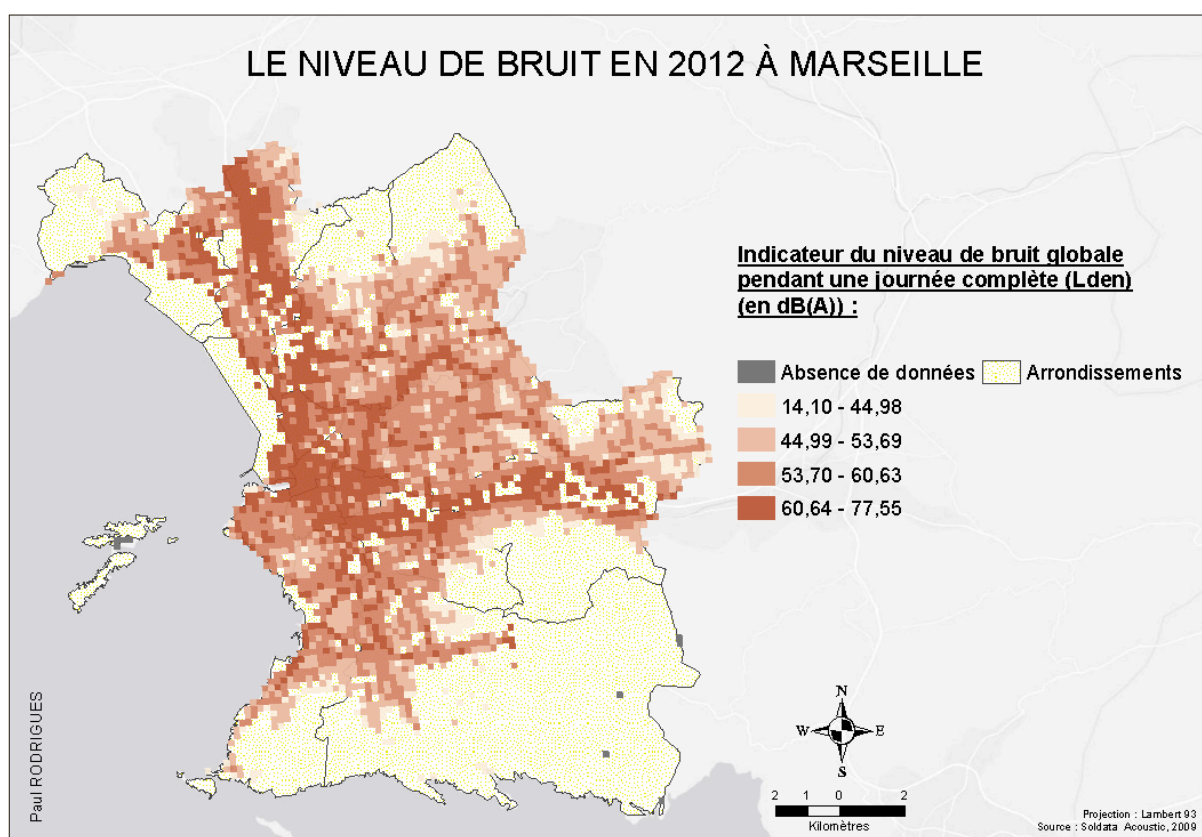 LE NIVEAU DE BRUIT EN 2012 À MARSEILLE
Indicateur du niveau de bruit globale
pendant une journée complète (Lden)
(en dB(A)) :
Absence de données
Arrondissements
14,10 - 44,98
44,99 - 53,69
53,70 - 60,63
60,64 - 77,55
N
W
E
S
2 1 0 2
Kilomètres
Paul RODRIGUES
Projection : Lambert 93
Source : Soldata Acoustic, 2009